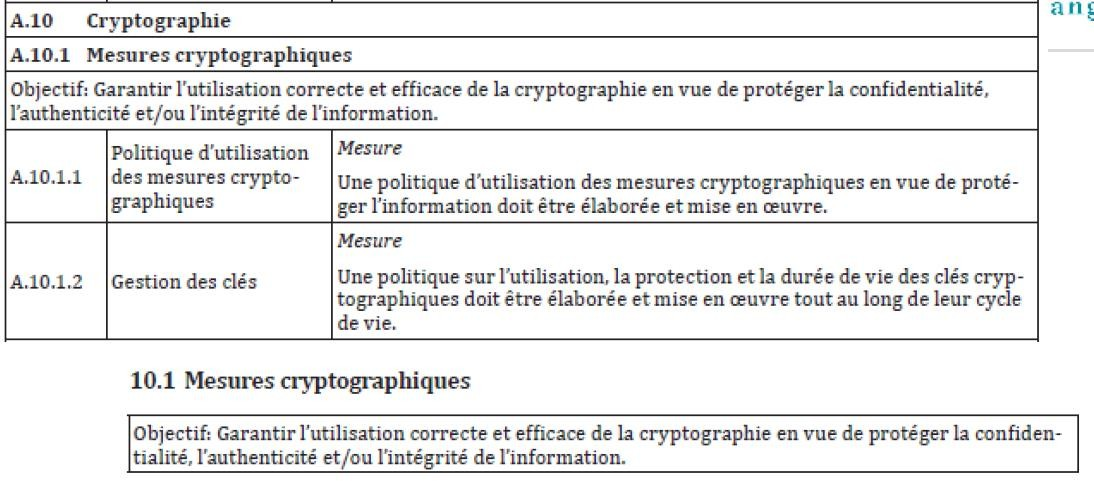 ang
A.10 Cryptographie
A.10.1 Mesures cryptographiques
Objectif: Garantir l'utilisation correcte et efficace de la cryptographie en vue de protéger la confidentialité,
l'authenticité et/ou l'intégrité de l'information.
A.10.1.1
Politique d'utilisation
des mesures crypto-
graphiques
Mesure
Une politique d'utilisation des mesures cryptographiques en vue de proté-
ger l'information doit être élaborée et mise en œuvre.
A.10.1.2
Gestion des clés
Mesure
Une politique sur l'utilisation, la protection et la durée de vie des clés cryp-
tographiques doit être élaborée et mise en œuvre tout au long de leur cycle
de vie.
10.1 Mesures cryptographiques
Objectif: Garantir l'utilisation correcte et efficace de la cryptographie en vue de protéger la confiden-
tialité, l'authenticité et/ou l'intégrité de l'information.